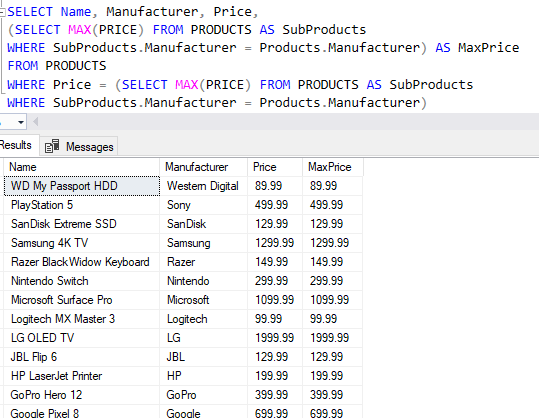 SELECT Name, Manufacturer, Price,
(SELECT MAX(PRICE) FROM PRODUCTS AS SubProducts
WHERE SubProducts.Manufacturer = Products.Manufacturer) AS MaxPrice
FROM PRODUCTS
WHERE Price = (SELECT MAX(PRICE) FROM PRODUCTS AS SubProducts
WHERE SubProducts.Manufacturer = Products.Manufacturer)
Results Messages
Name Manufacturer Price MaxPrice
WD My Passport HDD Western Digital 89.99 89.99
PlayStation 5 Sony 499.99 499.99
SanDisk Extreme SSD SanDisk 129.99 129.99
Samsung 4K TV Samsung 1299.99 1299.99
Razer BlackWidow Keyboard Razer 149.99 149.99
Nintendo Switch Nintendo 299.99 299.99
Microsoft Surface Pro Microsoft 1099.99 1099.99
Logitech MX Master 3 Logitech 99.99 99.99
LG OLED TV LG 1999.99 1999.99
JBL Flip 6 JBL 129.99 129.99
HP LaserJet Printer HP 199.99 199.99
GoPro Hero 12 GoPro 399.99 399.99
Google Pixel 8 Google 699.99 699.99